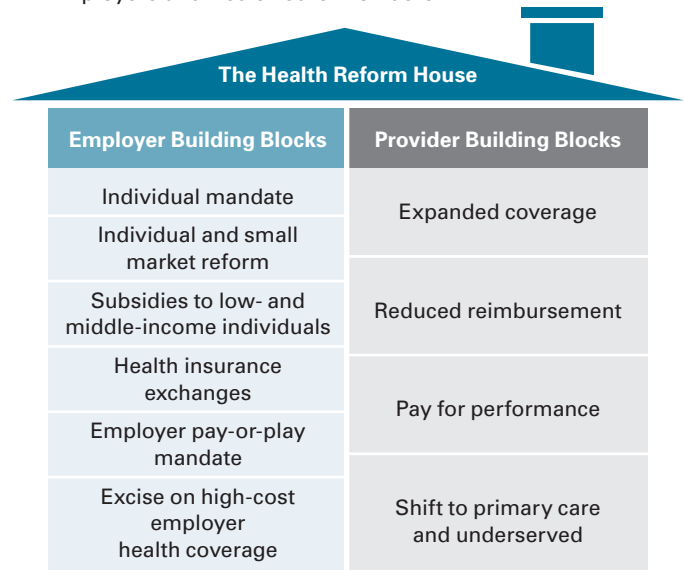 The Health Reform House
Employer Building Blocks
Individual mandate
Individual and small
market reform
Subsidies to low- and
middle-income individuals
Health insurance
exchanges
Employer pay-or-play
mandate
Excise on high-cost
employer
health coverage
Provider Building Blocks
Expanded coverage
Reduced reimbursement
Pay for performance
Shift to primary care
and underserved